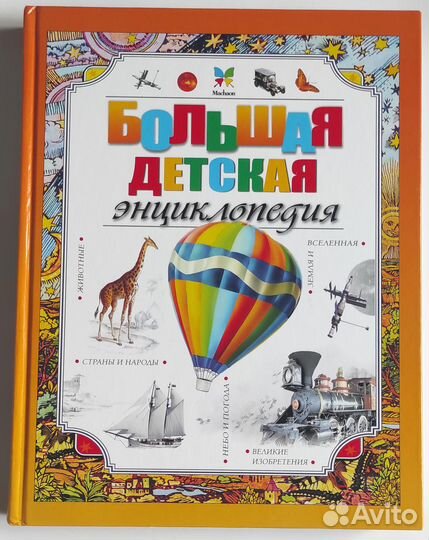 Machaon
БОЛЬШАЯ
ДЕТСКАЯ
энциклопедия
ЖИВОТНЫЕ
ЗЕМЛЯ И
ВСЕЛЕННАЯ
СТРАНЫ И НАРОДЫ
НЕБО И ПОГОДА
ВЕЛИКИЕ
ИЗОБРЕТЕНИЯ
Avito